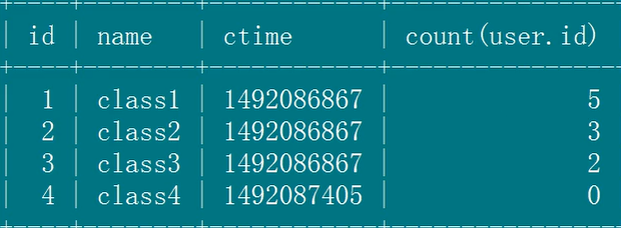 | id | name | ctime | count(user.id)
| 1 | class1 | 1492086867 | 5
| 2 | class2 | 1492086867 | 3
| 3 | class3 | 1492086867 | 2
| 4 | class4 | 1492087405 | 0